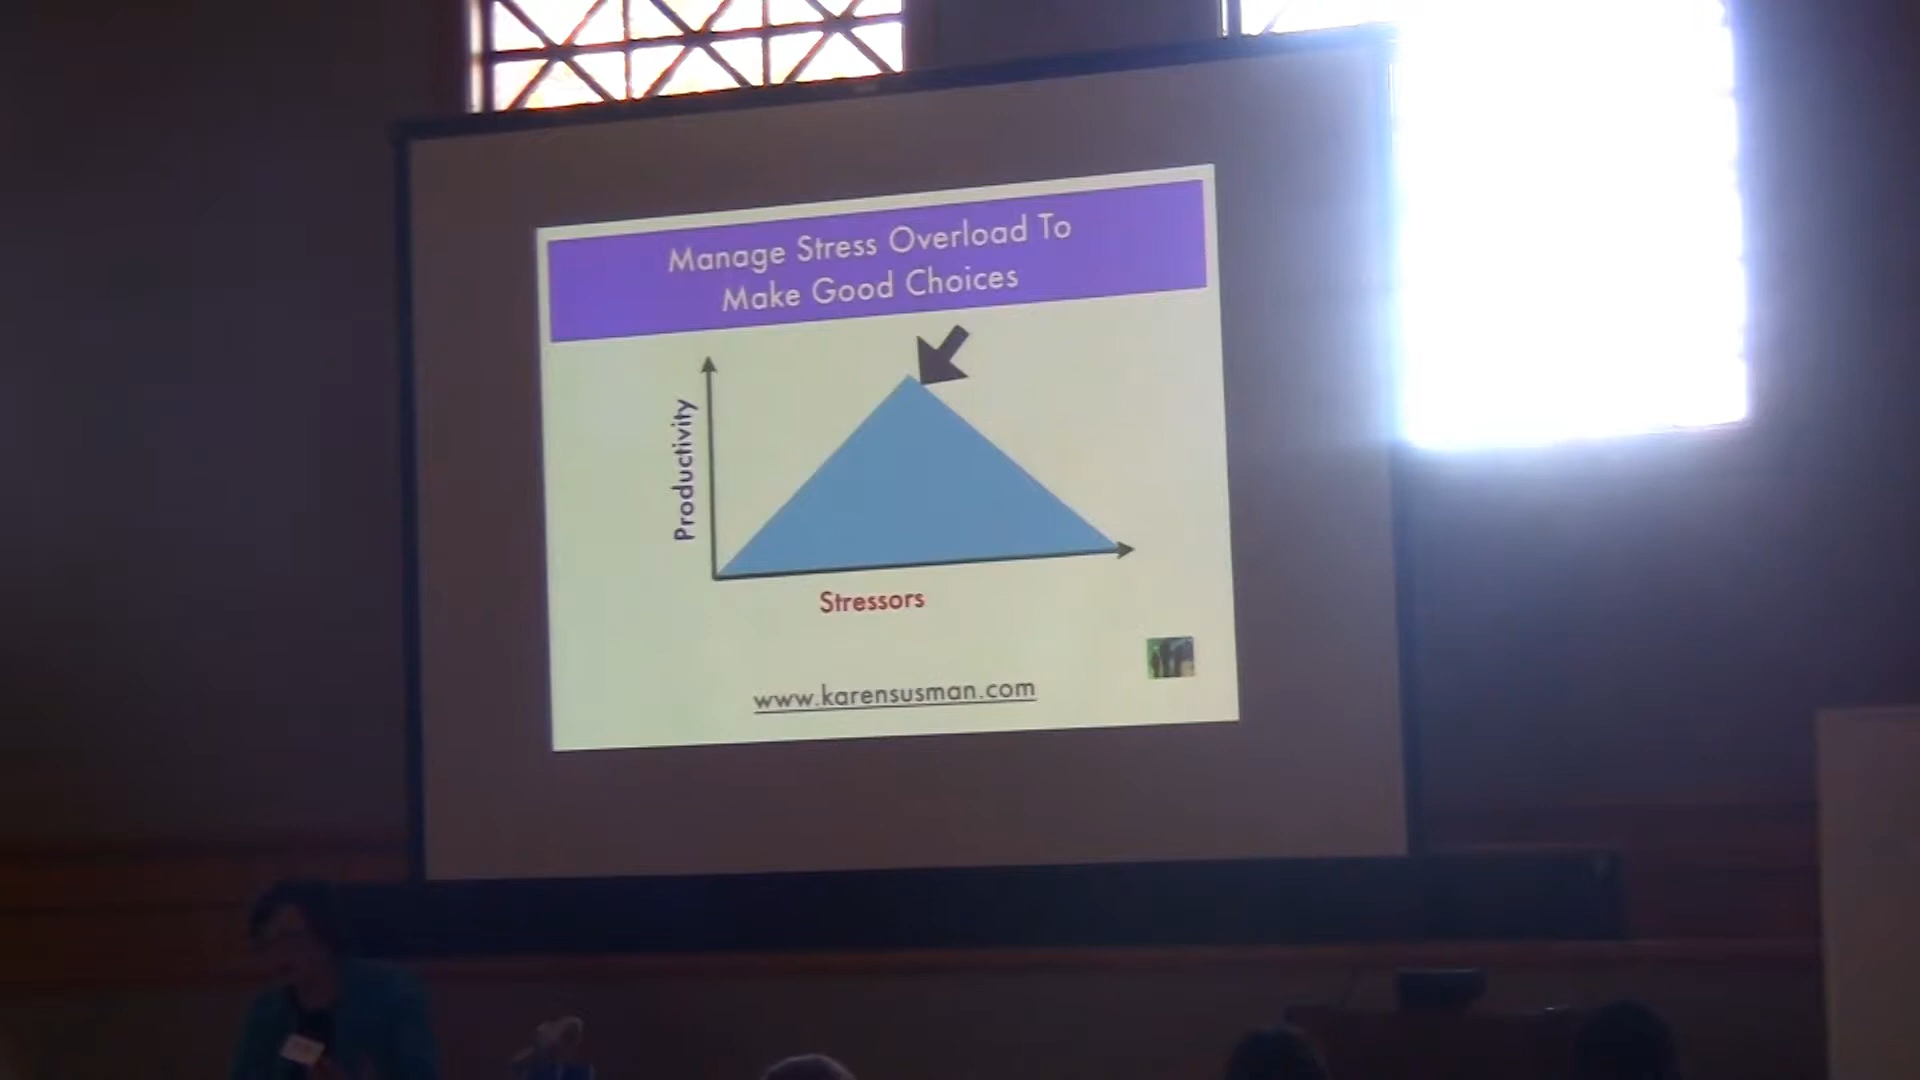 Manage Stress Overload To
Make Good Choices
Productivity
Stressors
www.karensusman.com